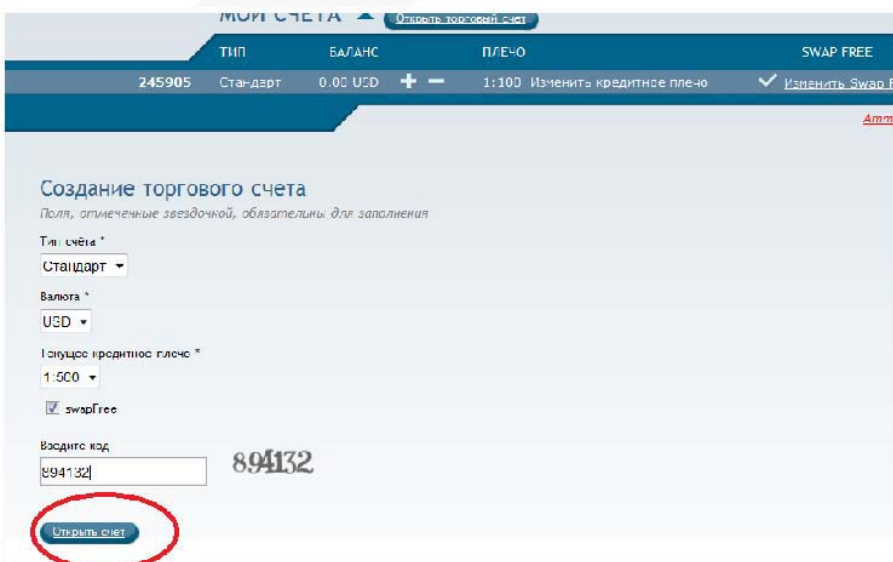 МОИ СЧЕТА Открыть торговый счет
ТИП БАЛАНС ПЛЕЧО SWAP FREE
245905 Стандарт 0.00 USD 1:100 Изменить кредитное плечо Изменить Swap F
Создание торгового счета
Поля, отмеченные звездочкой, обязательны для заполнения
Тип счёта *
Стандарт
Валюта *
USD
Текущее кредитное плечо *
1:500
swapFree
Введите код
894132 894132
Открыть счет